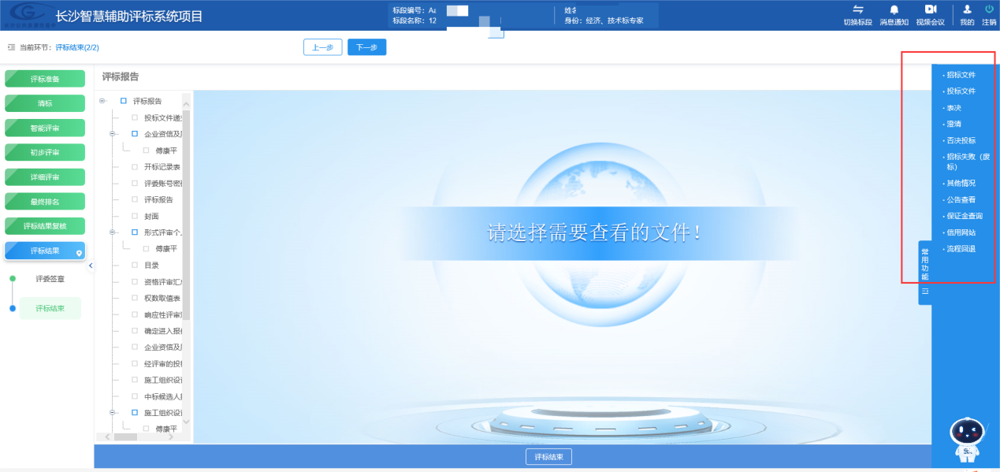 长沙智慧辅助评标系统项目
标段编号：Aa
标段名称：12
姓名
身份：经济、技术标专家
切换标段
消息通知
视频会议
我的
注销
当前环节：评标结束(2/2)
上一步
下一步
评标准备
清标
智能评审
初步评审
详细评审
最终排名
评标结果复核
评标结果
评委签章
评标结束
评标报告
评标报告
投标文件递
企业资信及
傅康平
开标记录表
评委账号密
评标报告
封面
形式评审个
傅康平
目录
资格评审汇
权数取值表
响应性评审
确定进入报
企业资信及
经评审的投
施工组织设
中标候选人
施工组织设
傅康平
请选择需要查看的文件！
评标结束
·招标文件
·投标文件
·表决
·澄清
·否决投标
·招标失败（废
标）
·其他情况
·公告查看
·保证金查询
·信用网站
·流程回退
常用功能